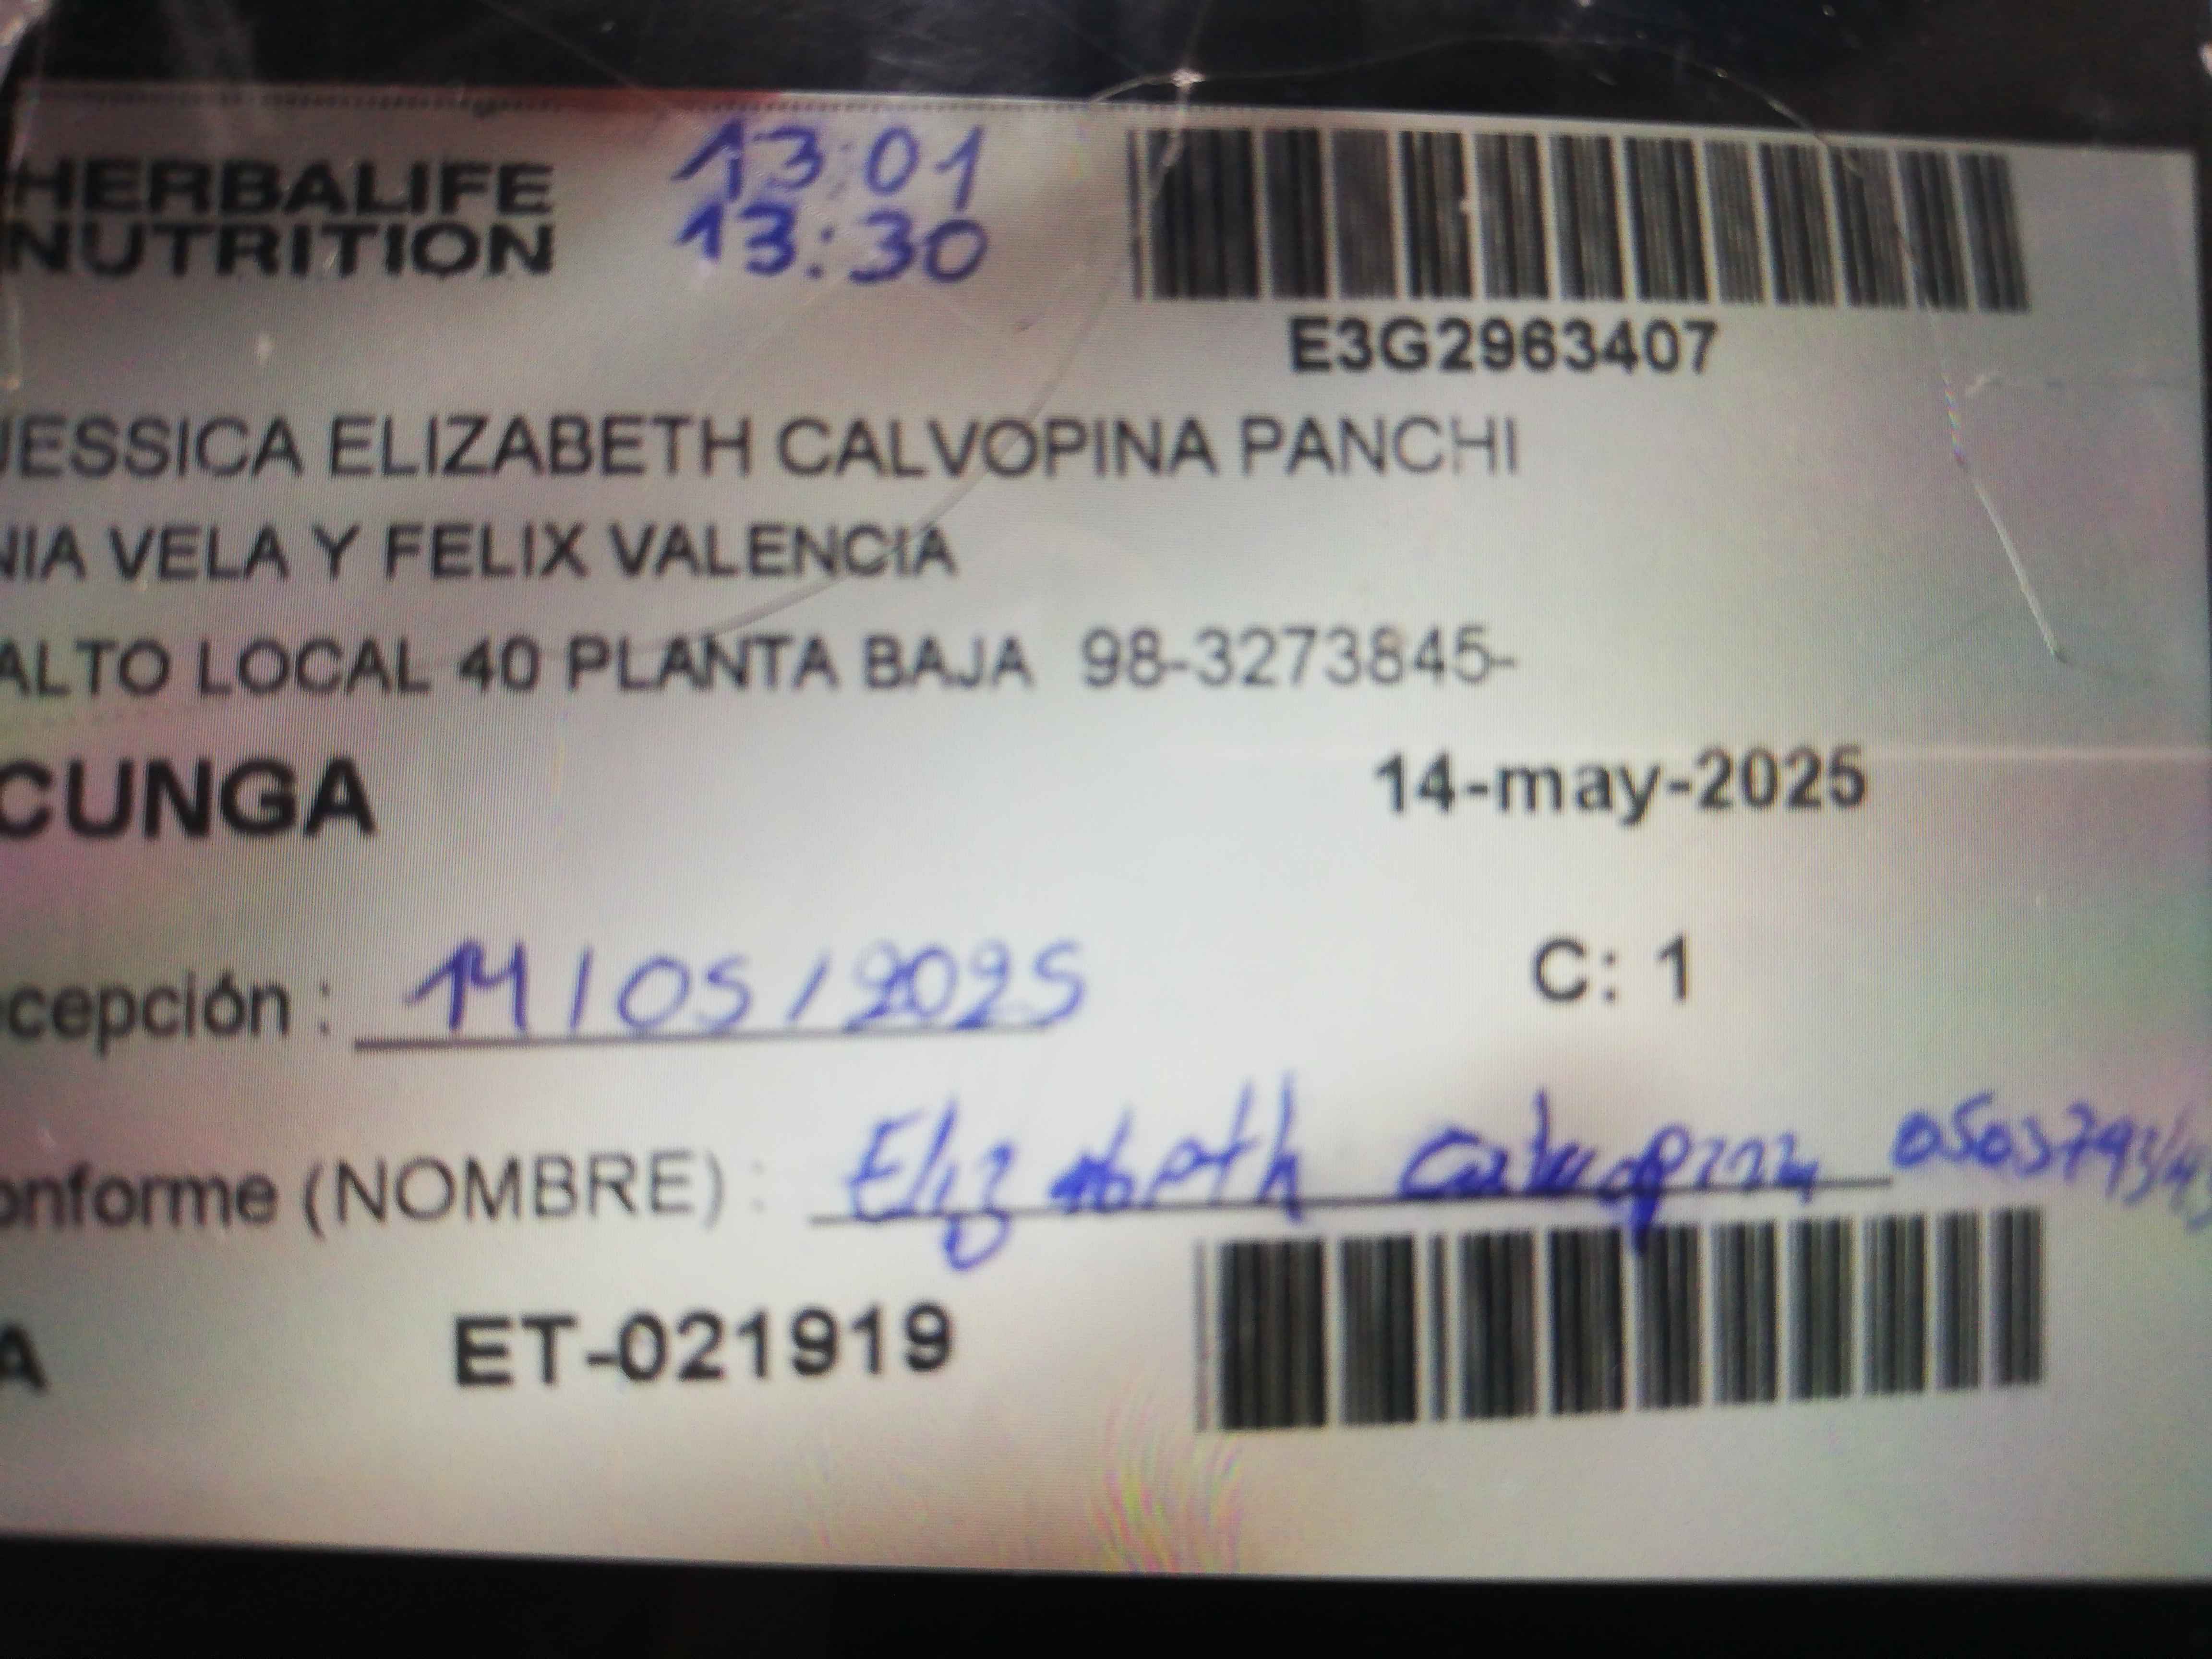 HERBALIFE
NUTRITION
13:01
13:30
E3G2963407
JESSICA ELIZABETH CALVOPINA PANCHI
NIA VELA Y FELIX VALENCIA
ALTO LOCAL 40 PLANTA BAJA 98-3273845-
CUNGA
14-may-2025
cepción : 14/05/2025
C: 1
onforme (NOMBRE) : Elizabeth Calvopina
A
ET-021919